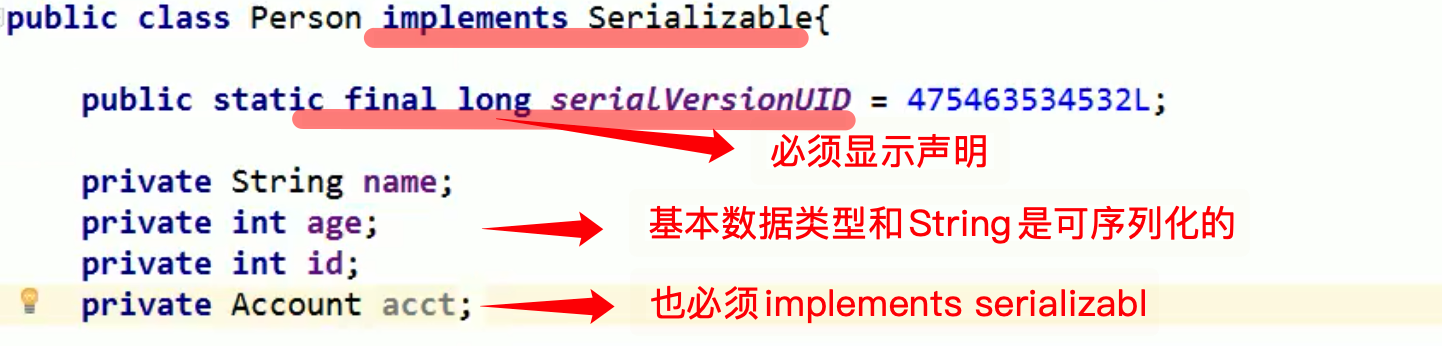 public class Person implements Serializable{
public static final long serialVersionUID = 475463534532L;
必须显示声明
private String name;
private int age;
基本数据类型和String是可序列化的
private int id;
private Account acct;
也必须implements serializabl